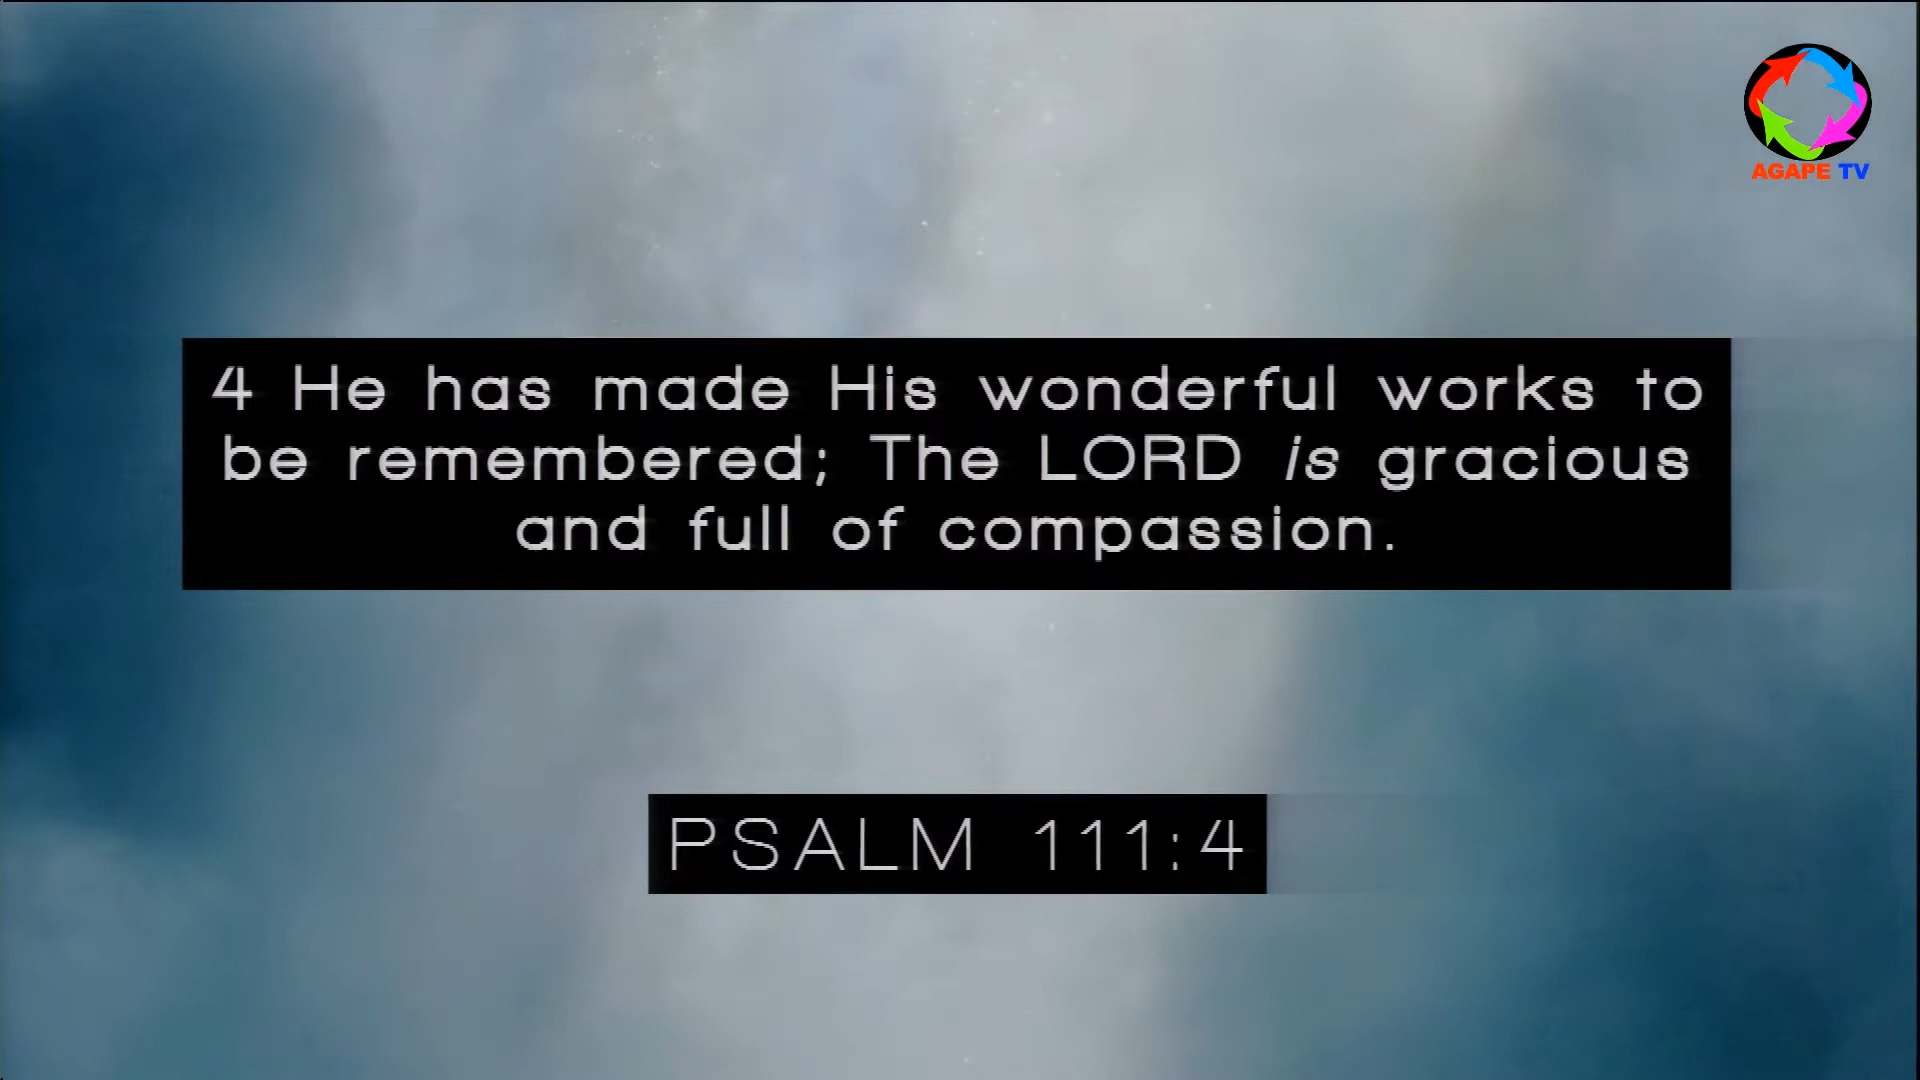 AGAPE TV
4 He has made His wonderful works to
be remembered; The LORD is gracious
and full of compassion.
PSALM 111:4